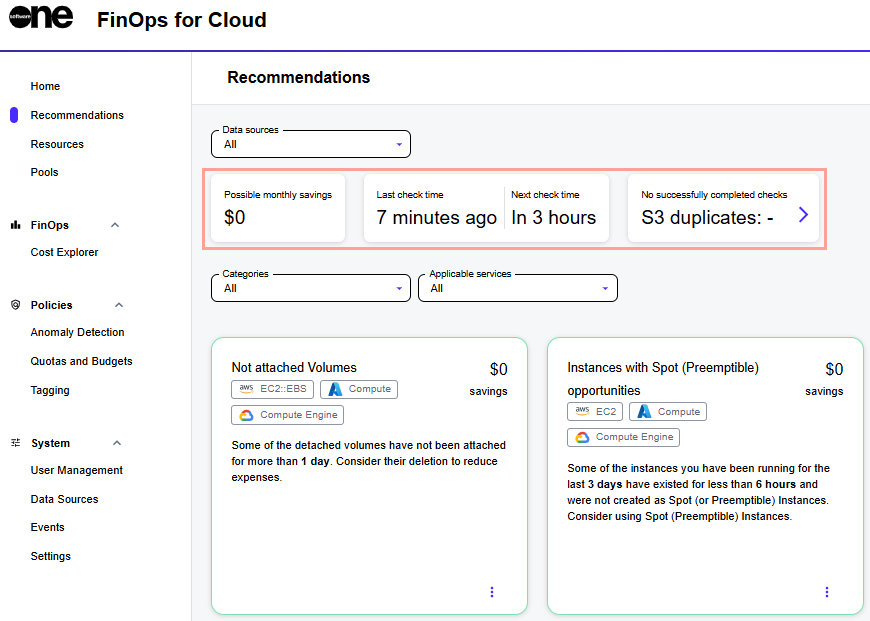 software one
FinOps for Cloud
Home
Recommendations
Resources
Pools
FinOps
Cost Explorer
Policies
Anomaly Detection
Quotas and Budgets
Tagging
System
User Management
Data Sources
Events
Settings
Recommendations
Data sources
All
Possible monthly savings
$0
Last check time
7 minutes ago
Next check time
In 3 hours
No successfully completed checks
S3 duplicates: -
Categories
All
Applicable services
All
Not attached Volumes
$0
savings
aws EC2::EBS
Compute
Compute Engine
Some of the detached volumes have not been attached
for more than 1 day. Consider their deletion to reduce
expenses.
Instances with Spot (Preemptible)
opportunities
$0
savings
aws EC2
Compute
Compute Engine
Some of the instances you have been running for the
last 3 days have existed for less than 6 hours and
were not created as Spot (or Preemptible) Instances.
Consider using Spot (Preemptible) Instances.